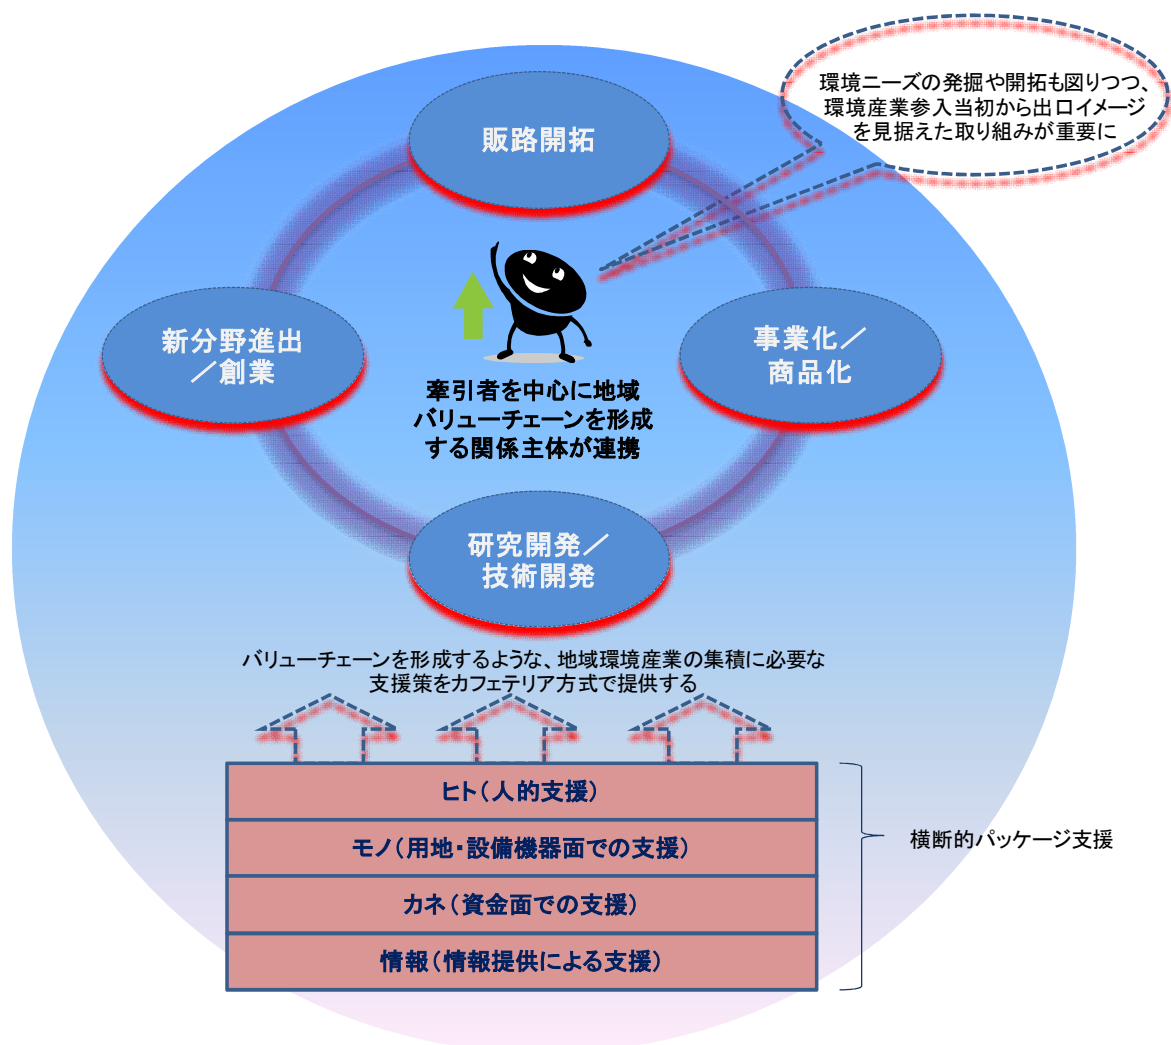 環境ニーズの発掘や開拓も図りつつ、
環境産業参入当初から出口イメージ
を見据えた取り組みが重要に
販路開拓
新分野進出
／創業
事業化／
商品化
牽引者を中心に地域
バリューチェーンを形成
する関係主体が連携
研究開発／
技術開発
バリューチェーンを形成するような、地域環境産業の集積に必要な
支援策をカフェテリア方式で提供する
ヒト（人的支援）
モノ（用地・設備機器面での支援）
カネ（資金面での支援）
情報（情報提供による支援）
横断的パッケージ支援